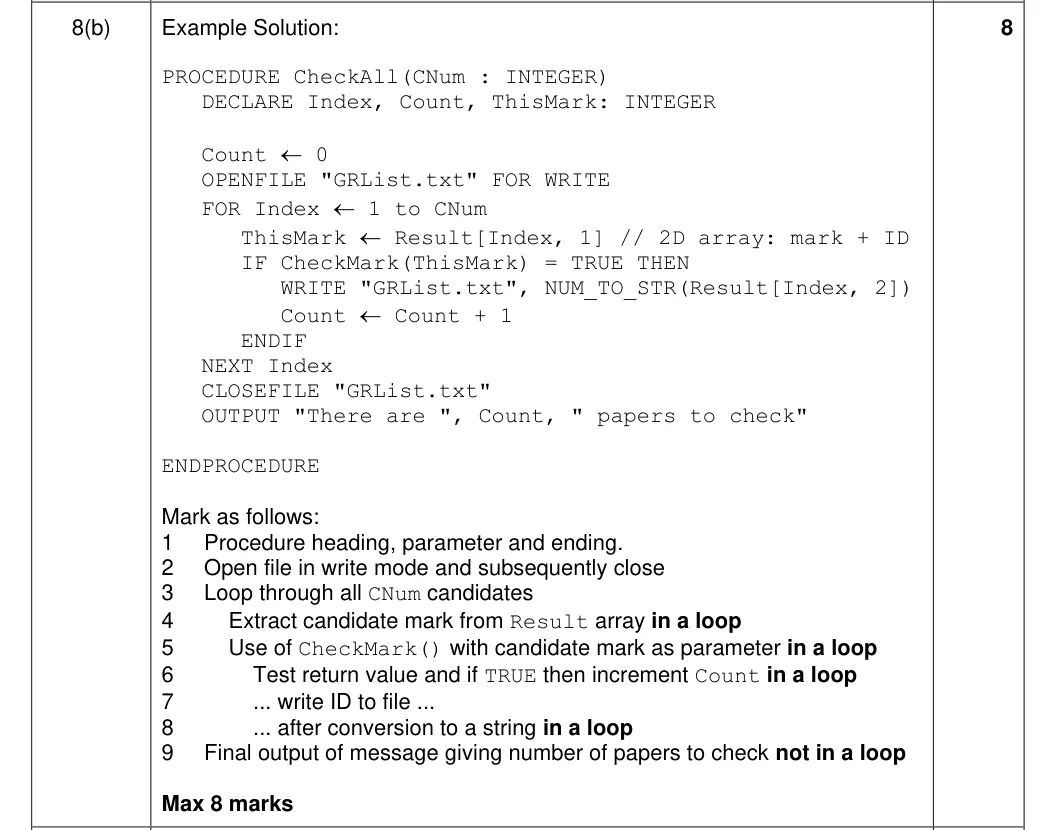 8(b) Example Solution: 8
PROCEDURE CheckAll(CNum : INTEGER)
DECLARE Index, Count, ThisMark: INTEGER
Count ← 0
OPENFILE "GRList.txt" FOR WRITE
FOR Index ← 1 to CNum
ThisMark ← Result[Index, 1] // 2D array: mark + ID
IF CheckMark(ThisMark) = TRUE THEN
WRITE "GRList.txt", NUM_TO_STR(Result[Index, 2])
Count ← Count + 1
ENDIF
NEXT Index
CLOSEFILE "GRList.txt"
OUTPUT "There are ", Count, " papers to check"
ENDPROCEDURE
Mark as follows:
1 Procedure heading, parameter and ending.
2 Open file in write mode and subsequently close
3 Loop through all CNum candidates
4 Extract candidate mark from Result array in a loop
5 Use of CheckMark() with candidate mark as parameter in a loop
6 Test return value and if TRUE then increment Count in a loop
7 ... write ID to file ...
8 ... after conversion to a string in a loop
9 Final output of message giving number of papers to check not in a loop
Max 8 marks